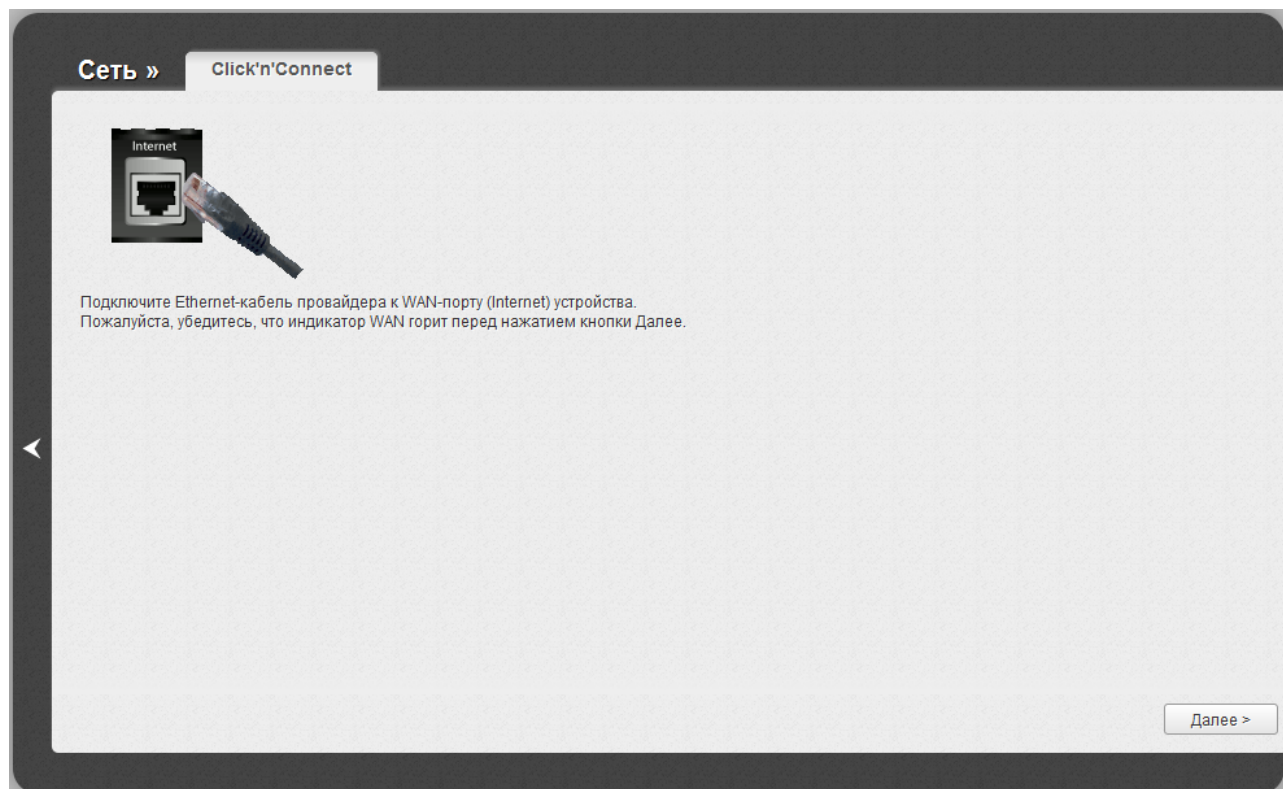 Сеть »
Click'n'Connect
Internet
Подключите Ethernet-кабель провайдера к WAN-порту (Internet) устройства.
Пожалуйста, убедитесь, что индикатор WAN горит перед нажатием кнопки Далее.
Далее >